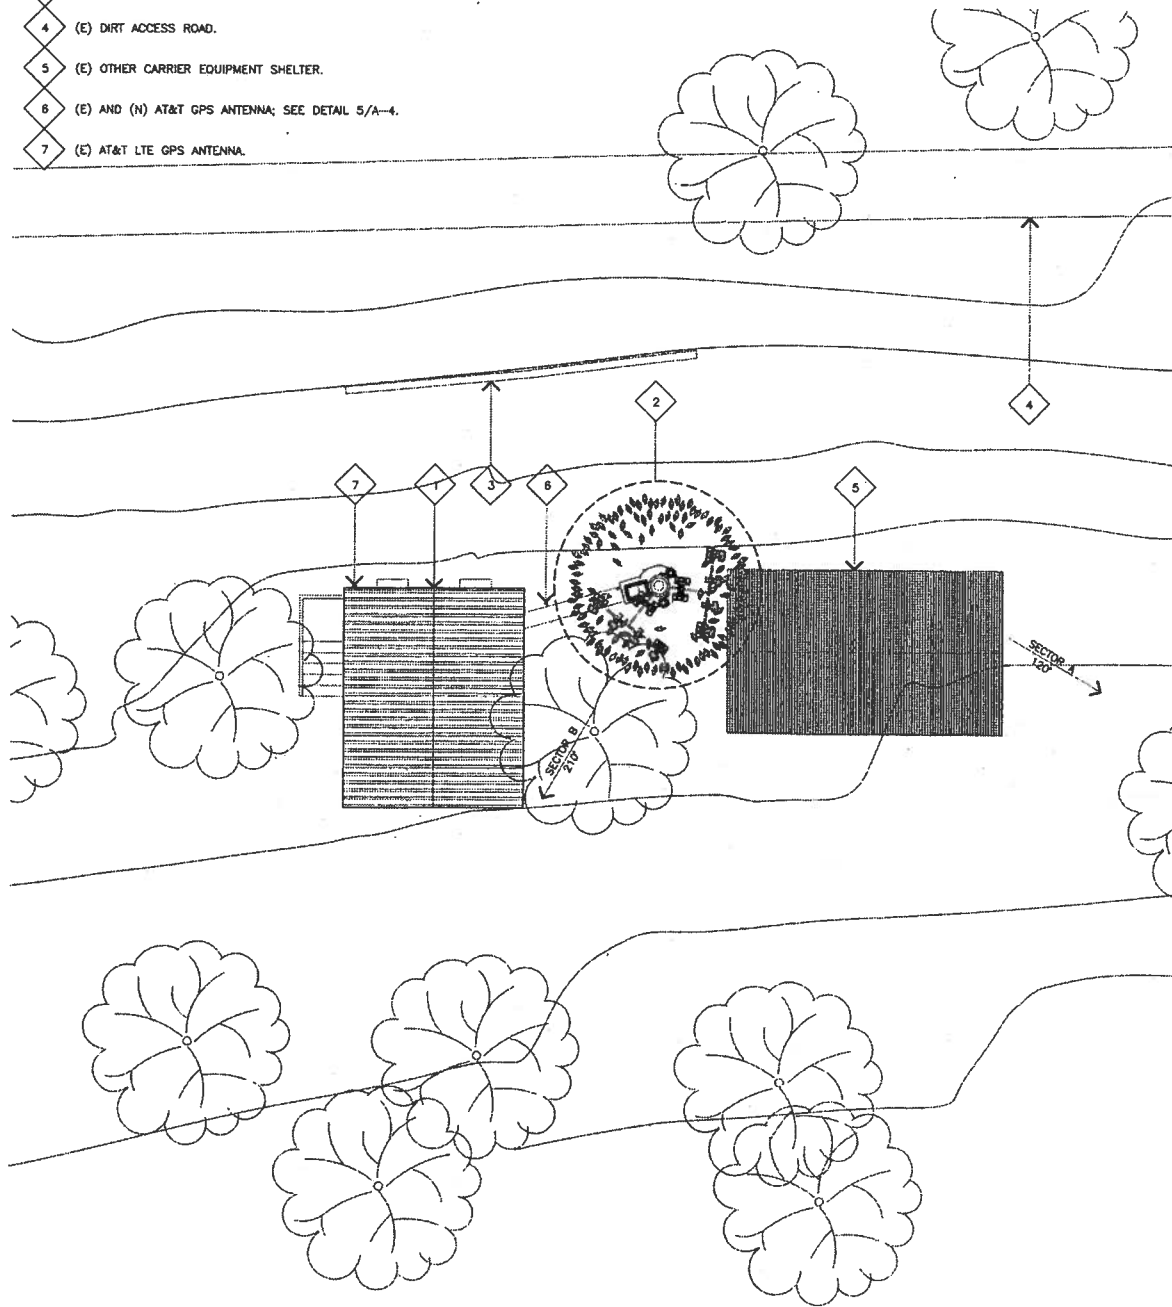 4 (E) DIRT ACCESS ROAD.
5 (E) OTHER CARRIER EQUIPMENT SHELTER.
6 (E) AND (N) AT&T GPS ANTENNA; SEE DETAIL 5/A-4.
7 (E) AT&T LTE GPS ANTENNA.
2
4
7
1
3
6
5
SECTOR A
120°
SECTOR B
210°